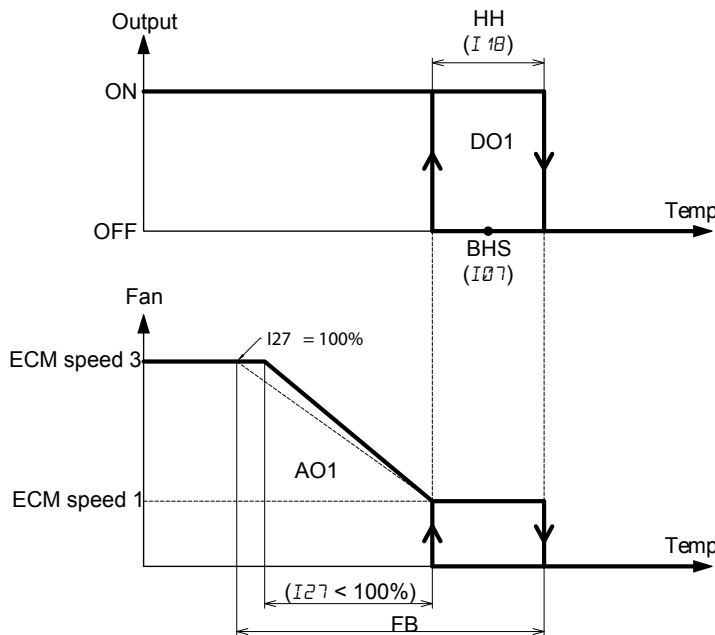 Output
HH
(I18)
ON
DO1
OFF
Temp
BHS
(I07)
Fan
I27 = 100%
ECM speed 3
AO1
ECM speed 1
Temp
(I27 < 100%)
FB